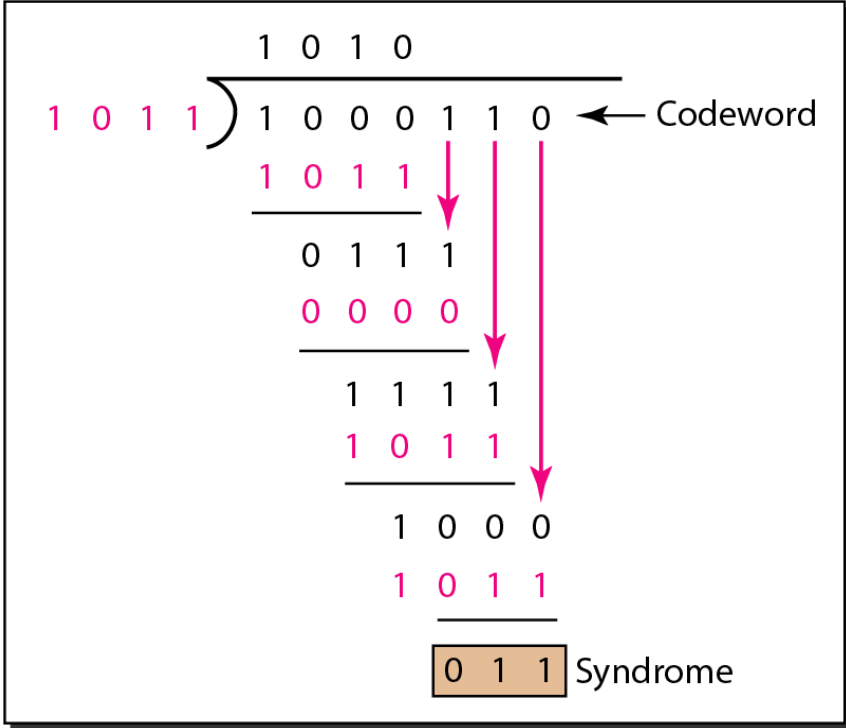 1 0 1 0
1 0 1 1 1 0 0 0 1 1 0 Codeword
1 0 1 1
0 1 1 1
0 0 0 0
1 1 1 1
1 0 1 1
1 0 0 0
1 0 1 1
0 1 1 Syndrome